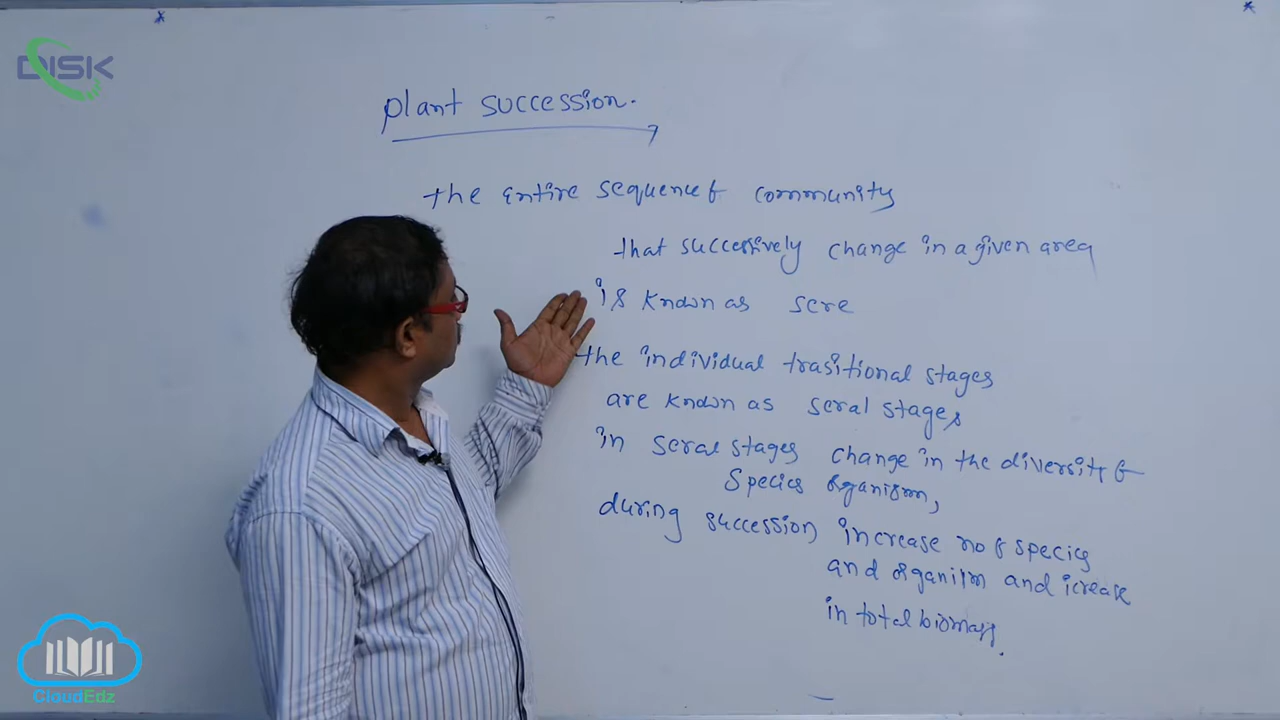 DISK
plant succession.
the entire sequence of community
that successively change in a given area
is known as sere
the individual trasitional stages
are known as seral stages
in seral stages change in the diversity of
species organism,
during succession increase no of species
and organism and icrease
in total biomass.
CloudEdz